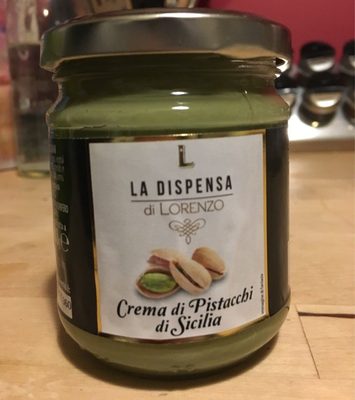 L
LA DISPENSA
di LORENZO
Crema di Pistacchi
di Sicilia